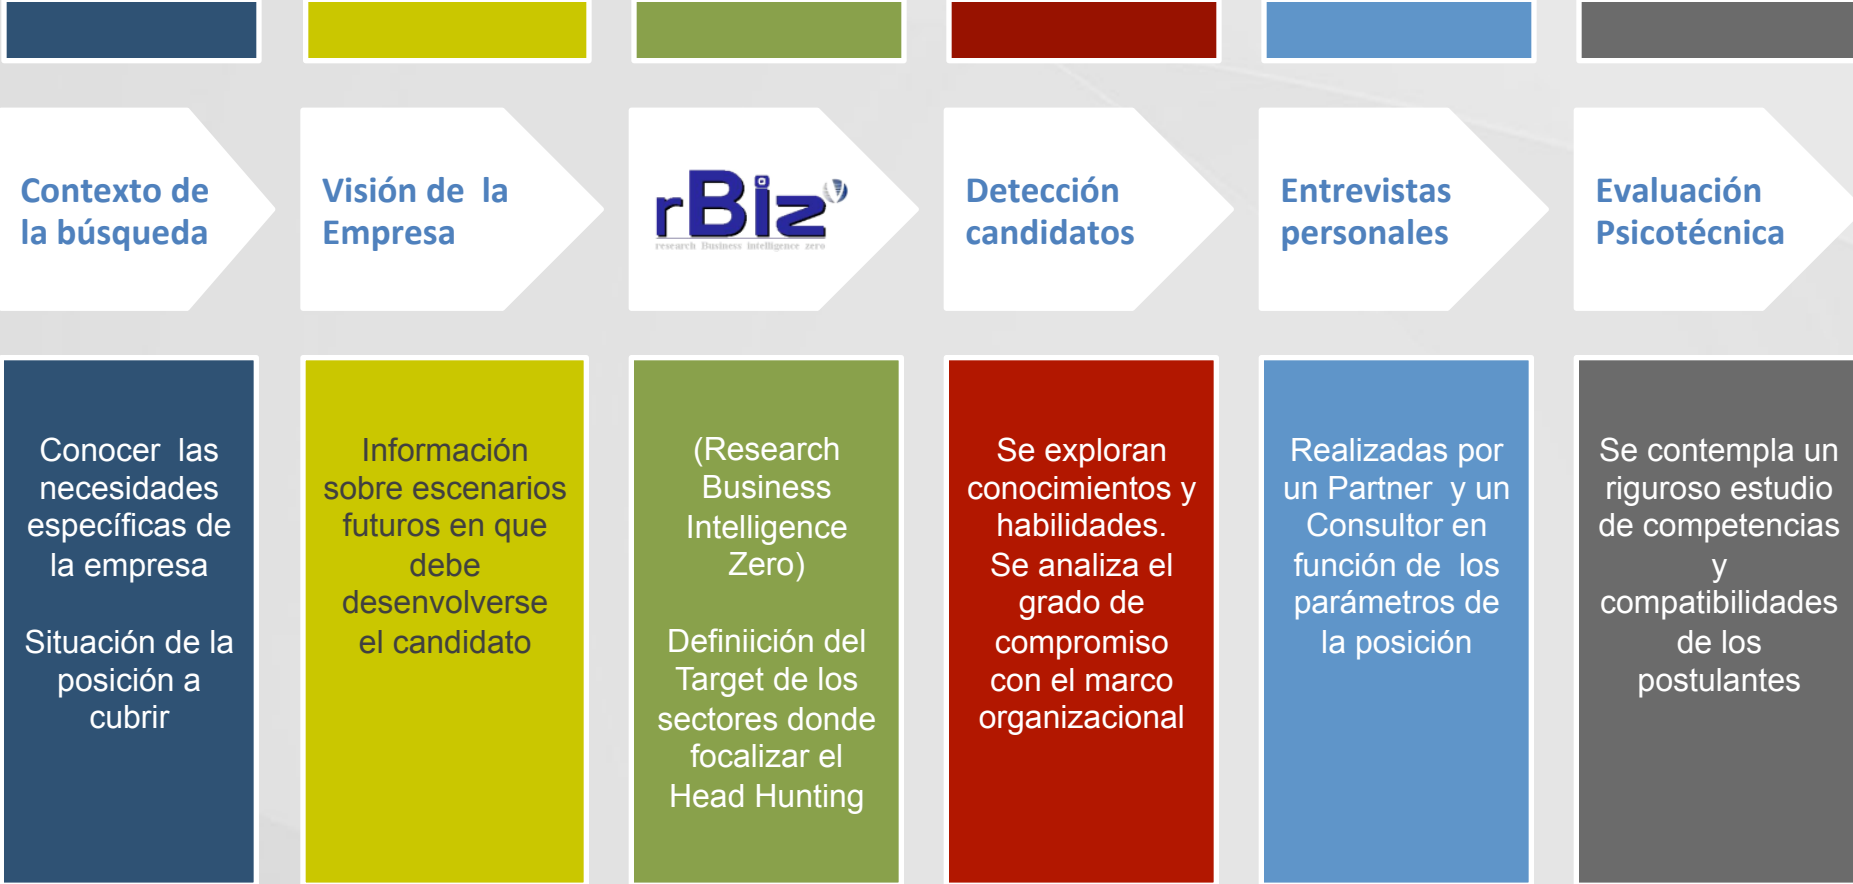 Contexto de
la búsqueda
Visión de la
Empresa
rBiz
research Business intelligence zero
Detección
candidatos
Entrevistas
personales
Evaluación
Psicotécnica
Conocer las
necesidades
específicas de
la empresa
Situación de la
posición a
cubrir
Información
sobre escenarios
futuros en que
debe
desenvolverse
el candidato
(Research
Business
Intelligence
Zero)
Definiición del
Target de los
sectores donde
focalizar el
Head Hunting
Se exploran
conocimientos y
habilidades.
Se analiza el
grado de
compromiso
con el marco
organizacional
Realizadas por
un Partner y un
Consultor en
función de los
parámetros de
la posición
Se contempla un
riguroso estudio
de competencias
y
compatibilidades
de los
postulantes